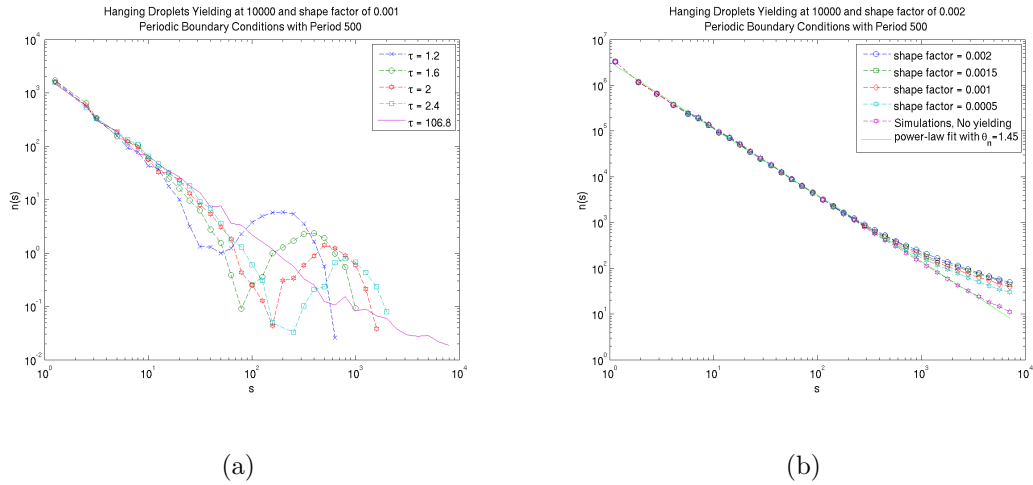 Hanging Droplets Yielding at 10000 and shape factor of 0.001
Periodic Boundary Conditions with Period 500
10^4
10^3
10^2
10^1
10^0
10^-1
10^-2
n(s)
10^0
10^1
10^2
10^3
10^4
s
τ = 1.2
τ = 1.6
τ = 2
τ = 2.4
τ = 106.8
(a)
Hanging Droplets Yielding at 10000 and shape factor of 0.002
Periodic Boundary Conditions with Period 500
10^7
10^6
10^5
10^4
10^3
10^2
10^1
10^0
n(s)
10^0
10^1
10^2
10^3
10^4
s
shape factor = 0.002
shape factor = 0.0015
shape factor = 0.001
shape factor = 0.0005
Simulations, No yielding
power-law fit with θ_n=1.45
(b)